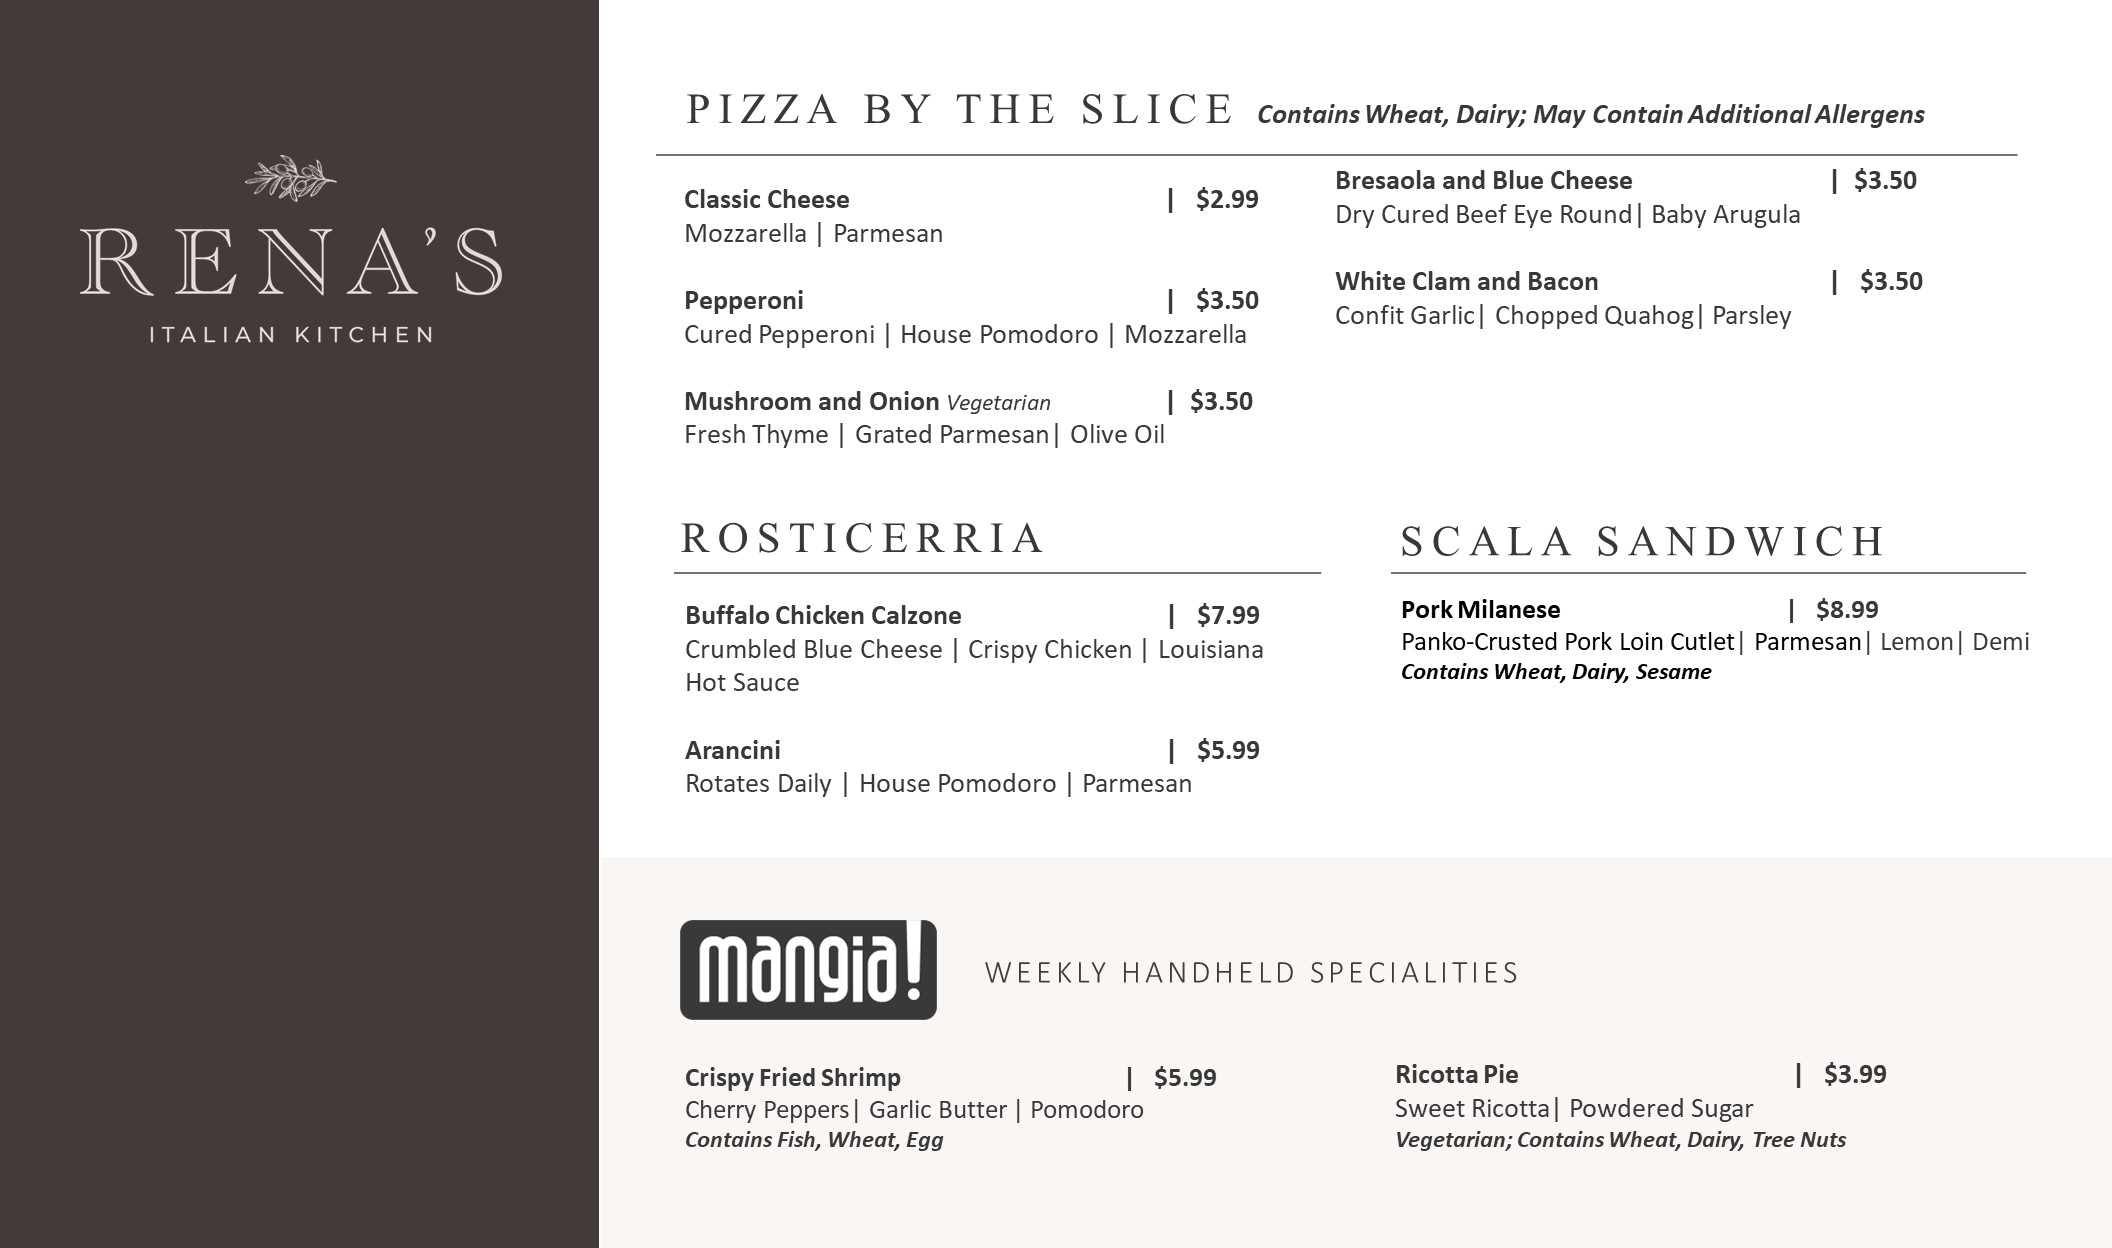 RENA'S
ITALIAN KITCHEN
PIZZA BY THE SLICE Contains Wheat, Dairy; May Contain Additional Allergens
Classic Cheese | $2.99
Mozzarella | Parmesan
Pepperoni | $3.50
Cured Pepperoni | House Pomodoro | Mozzarella
Mushroom and Onion Vegetarian | $3.50
Fresh Thyme | Grated Parmesan| Olive Oil
Bresaola and Blue Cheese | $3.50
Dry Cured Beef Eye Round| Baby Arugula
White Clam and Bacon | $3.50
Confit Garlic| Chopped Quahog| Parsley
ROSTICERRIA
Buffalo Chicken Calzone | $7.99
Crumbled Blue Cheese | Crispy Chicken | Louisiana
Hot Sauce
Arancini | $5.99
Rotates Daily | House Pomodoro | Parmesan
SCALA SANDWICH
Pork Milanese | $8.99
Panko-Crusted Pork Loin Cutlet| Parmesan| Lemon| Demi
Contains Wheat, Dairy, Sesame
mangia! WEEKLY HANDHELD SPECIALITIES
Crispy Fried Shrimp | $5.99
Cherry Peppers| Garlic Butter | Pomodoro
Contains Fish, Wheat, Egg
Ricotta Pie | $3.99
Sweet Ricotta| Powdered Sugar
Vegetarian; Contains Wheat, Dairy, Tree Nuts